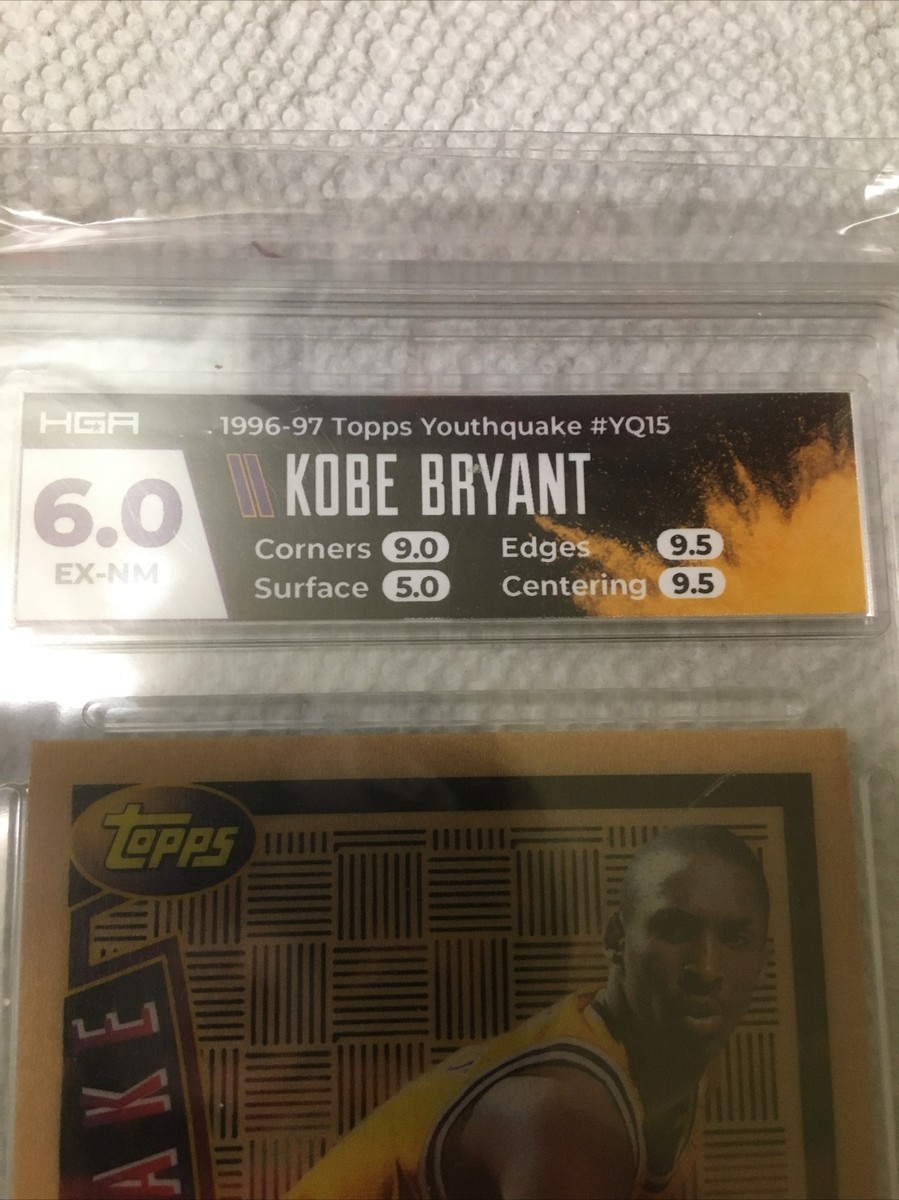 HGA
1996-97 Topps Youthquake #YQ15
6.0
EX-NM
KOBE BRYANT
Corners 9.0 Edges 9.5
Surface 5.0 Centering 9.5
topps
AKE